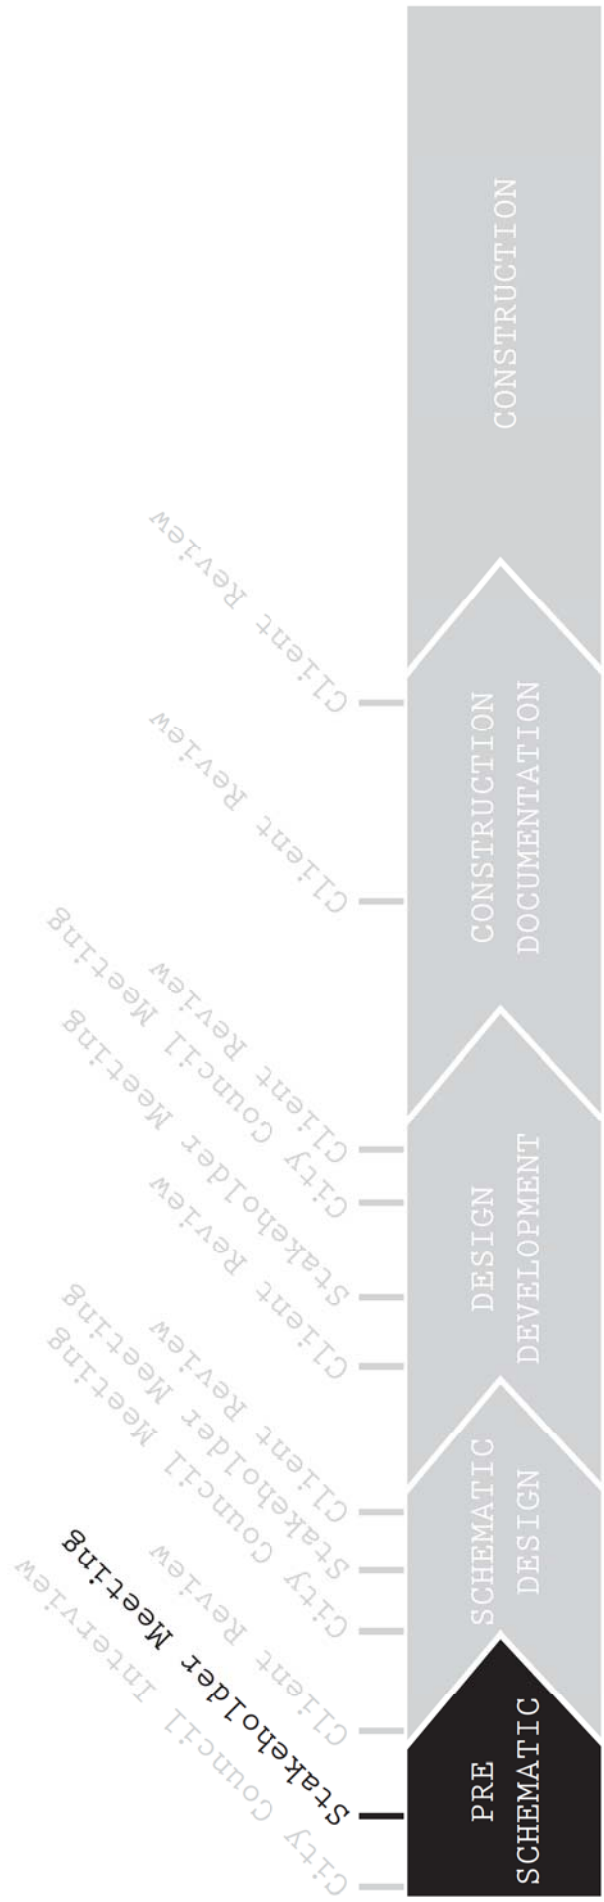 City Council Interview
Stakeholder Meeting
Client Review
City Council Meeting
Stakeholder Meeting
Client Review
Client Review
Stakeholder Meeting
City Council Meeting
Client Review
Client Review
Client Review
PRE
SCHEMATIC
SCHEMATIC
DESIGN
DESIGN
DEVELOPMENT
CONSTRUCTION
DOCUMENTATION
CONSTRUCTION